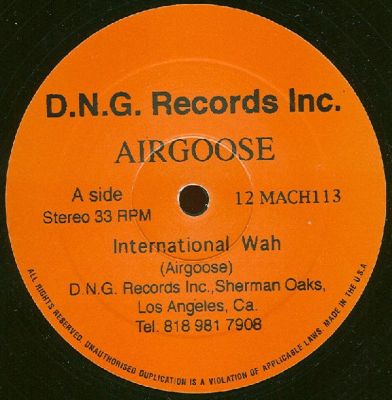 D.N.G. Records Inc.
AIRGOOSE
A side
Stereo 33 RPM
12 MACH113
International Wah
(Airgoose)
D.N.G. Records Inc.,Sherman Oaks,
Los Angeles, Ca.
Tel. 818 981 7908
ALL RIGHTS RESERVED. UNAUTHORISED DUPLICATION IS A VIOLATION OF APPLICABLE LAWS. MADE IN THE U.S.A